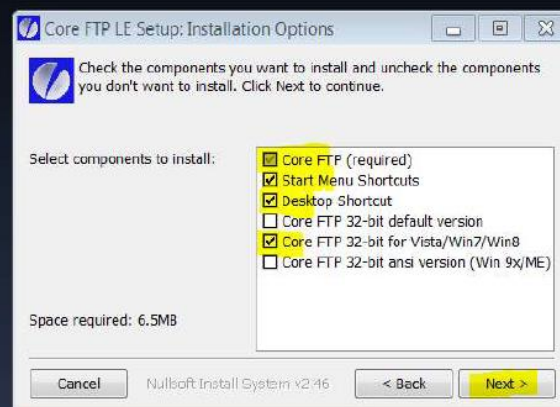 Core FTP LE Setup: Installation Options
Check the components you want to install and uncheck the components
you don't want to install. Click Next to continue.
Select components to install:
Core FTP (required)
Start Menu Shortcuts
Desktop Shortcut
Core FTP 32-bit default version
Core FTP 32-bit for Vista/Win7/Win8
Core FTP 32-bit ansi version (Win 9x/ME)
Space required: 6.5MB
Cancel
Nullsoft Install System v2.46
< Back
Next >